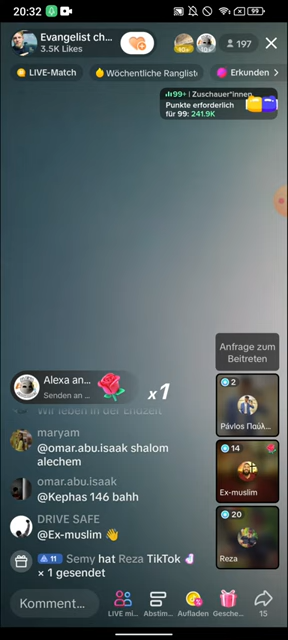 20:32
99
Evangelist ch...
3.5K Likes
197
LIVE-Match
Wöchentliche Ranglist
Erkunden
99+ | Zuschauer*innen
Punkte erforderlich
für 99: 241.9K
Anfrage zum
Beitreten
Alexa an...
Senden an ...
x1
Wir leben in der Endzeit
2
Pávlos Παύλ...
maryam
@omar.abu.isaak shalom
alechem
14
Ex-muslim
omar.abu.isaak
@Kephas 146 bahh
DRIVE SAFE
@Ex-muslim 👋
20
Reza
11 Semy hat Reza TikTok
× 1 gesendet
Komment...
LIVE mi...
Abstim...
Aufladen
Gesche...
15